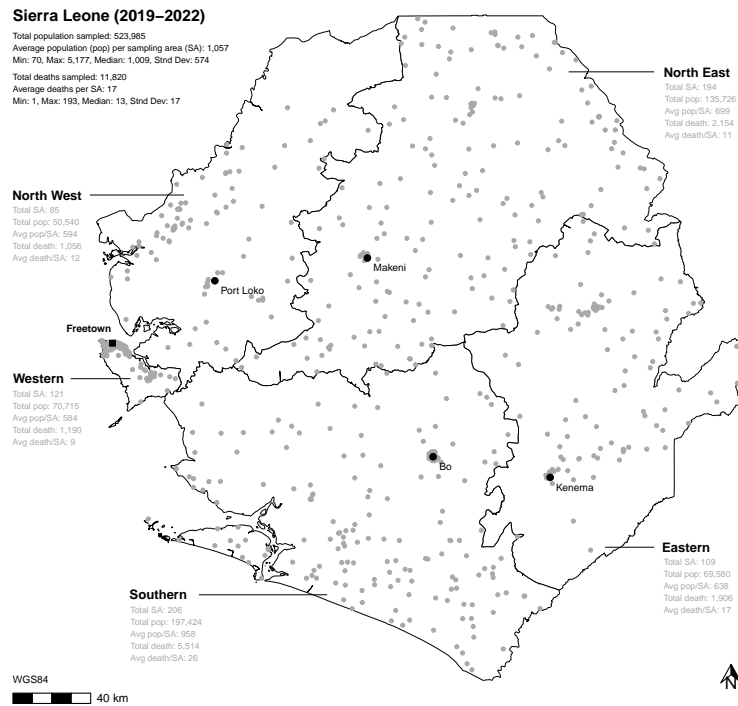 Sierra Leone (2019–2022)
Total population sampled: 523,985
Average population (pop) per sampling area (SA): 1,057
Min: 70, Max: 5,177, Median: 1,009, Stnd Dev: 574
Total deaths sampled: 11,820
Average deaths per SA: 17
Min: 1, Max: 193, Median: 13, Stnd Dev: 17
North East
Total SA: 194
Total pop: 135,726
Avg pop/SA: 699
Total death: 2,154
Avg death/SA: 11
North West
Total SA: 85
Total pop: 50,540
Avg pop/SA: 594
Total death: 1,056
Avg death/SA: 12
Makeni
Port Loko
Freetown
Western
Total SA: 121
Total pop: 70,715
Avg pop/SA: 584
Total death: 1,190
Avg death/SA: 9
Bo
Kenema
Eastern
Total SA: 109
Total pop: 69,580
Avg pop/SA: 638
Total death: 1,906
Avg death/SA: 17
Southern
Total SA: 206
Total pop: 197,424
Avg pop/SA: 958
Total death: 5,514
Avg death/SA: 26
WGS84
40 km
N